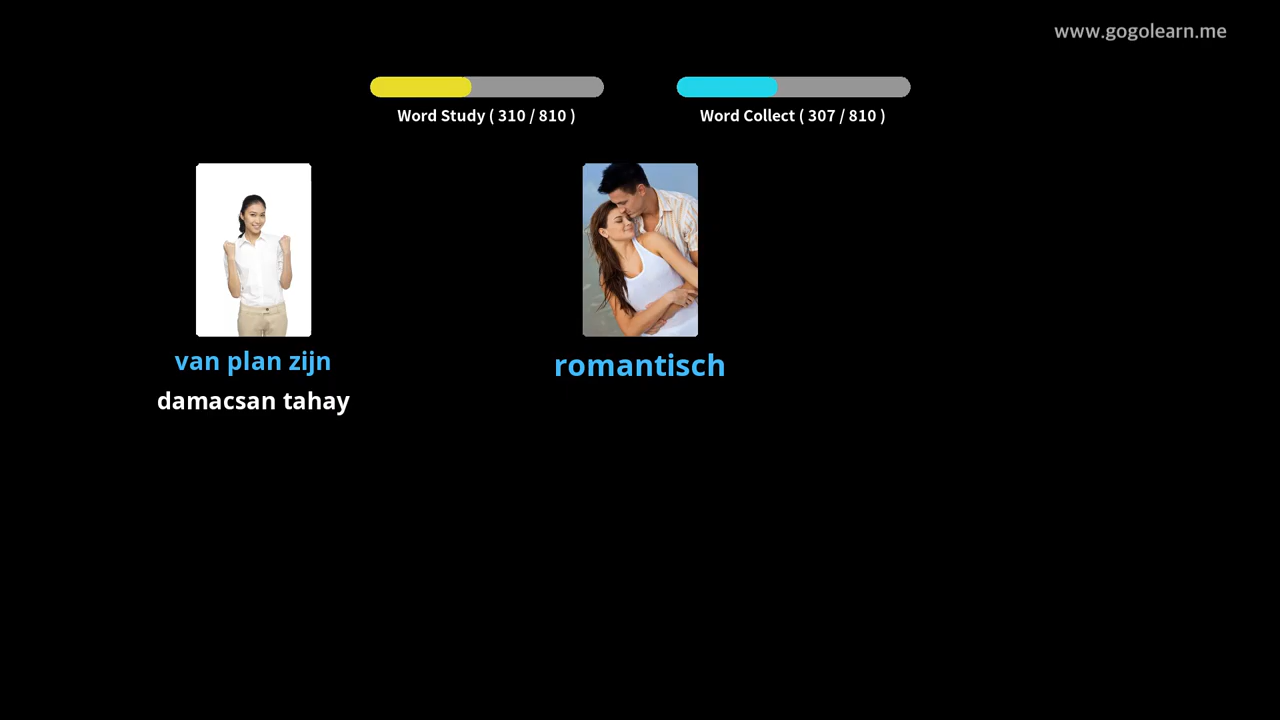 www.gogolearn.me
Word Study ( 310 / 810 )
Word Collect ( 307 / 810 )
van plan zijn
damacsan tahay
romantisch